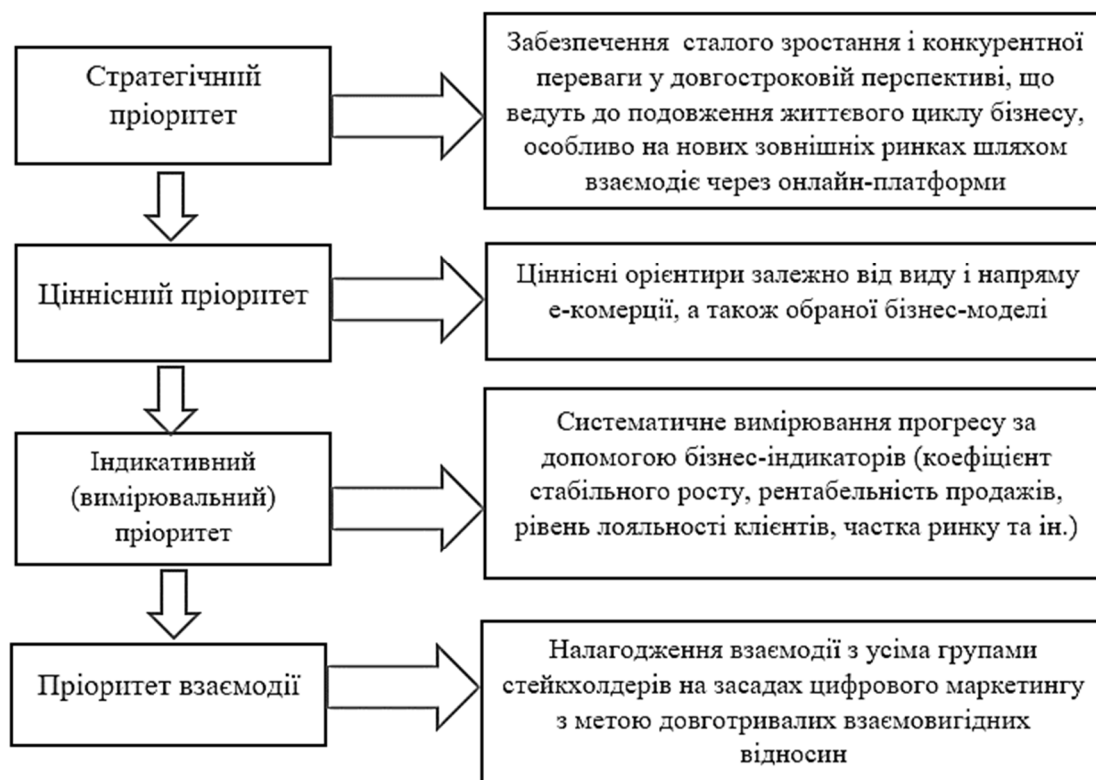 Стратегічний
пріоритет
Забезпечення сталого зростання і конкурентної
переваги у довгостроковій перспективі, що
ведуть до подовження життєвого циклу бізнесу,
особливо на нових зовнішніх ринках шляхом
взаємодіє через онлайн-платформи
Ціннісний пріоритет
Ціннісні орієнтири залежно від виду і напряму
е-комерції, а також обраної бізнес-моделі
Індикативний
(вимірювальний)
пріоритет
Систематичне вимірювання прогресу за
допомогою бізнес-індикаторів (коефіцієнт
стабільного росту, рентабельність продажів,
рівень лояльності клієнтів, частка ринку та ін.)
Пріоритет взаємодії
Налагодження взаємодії з усіма групами
стейкхолдерів на засадах цифрового маркетингу
з метою довготривалих взаємовигідних
відносин